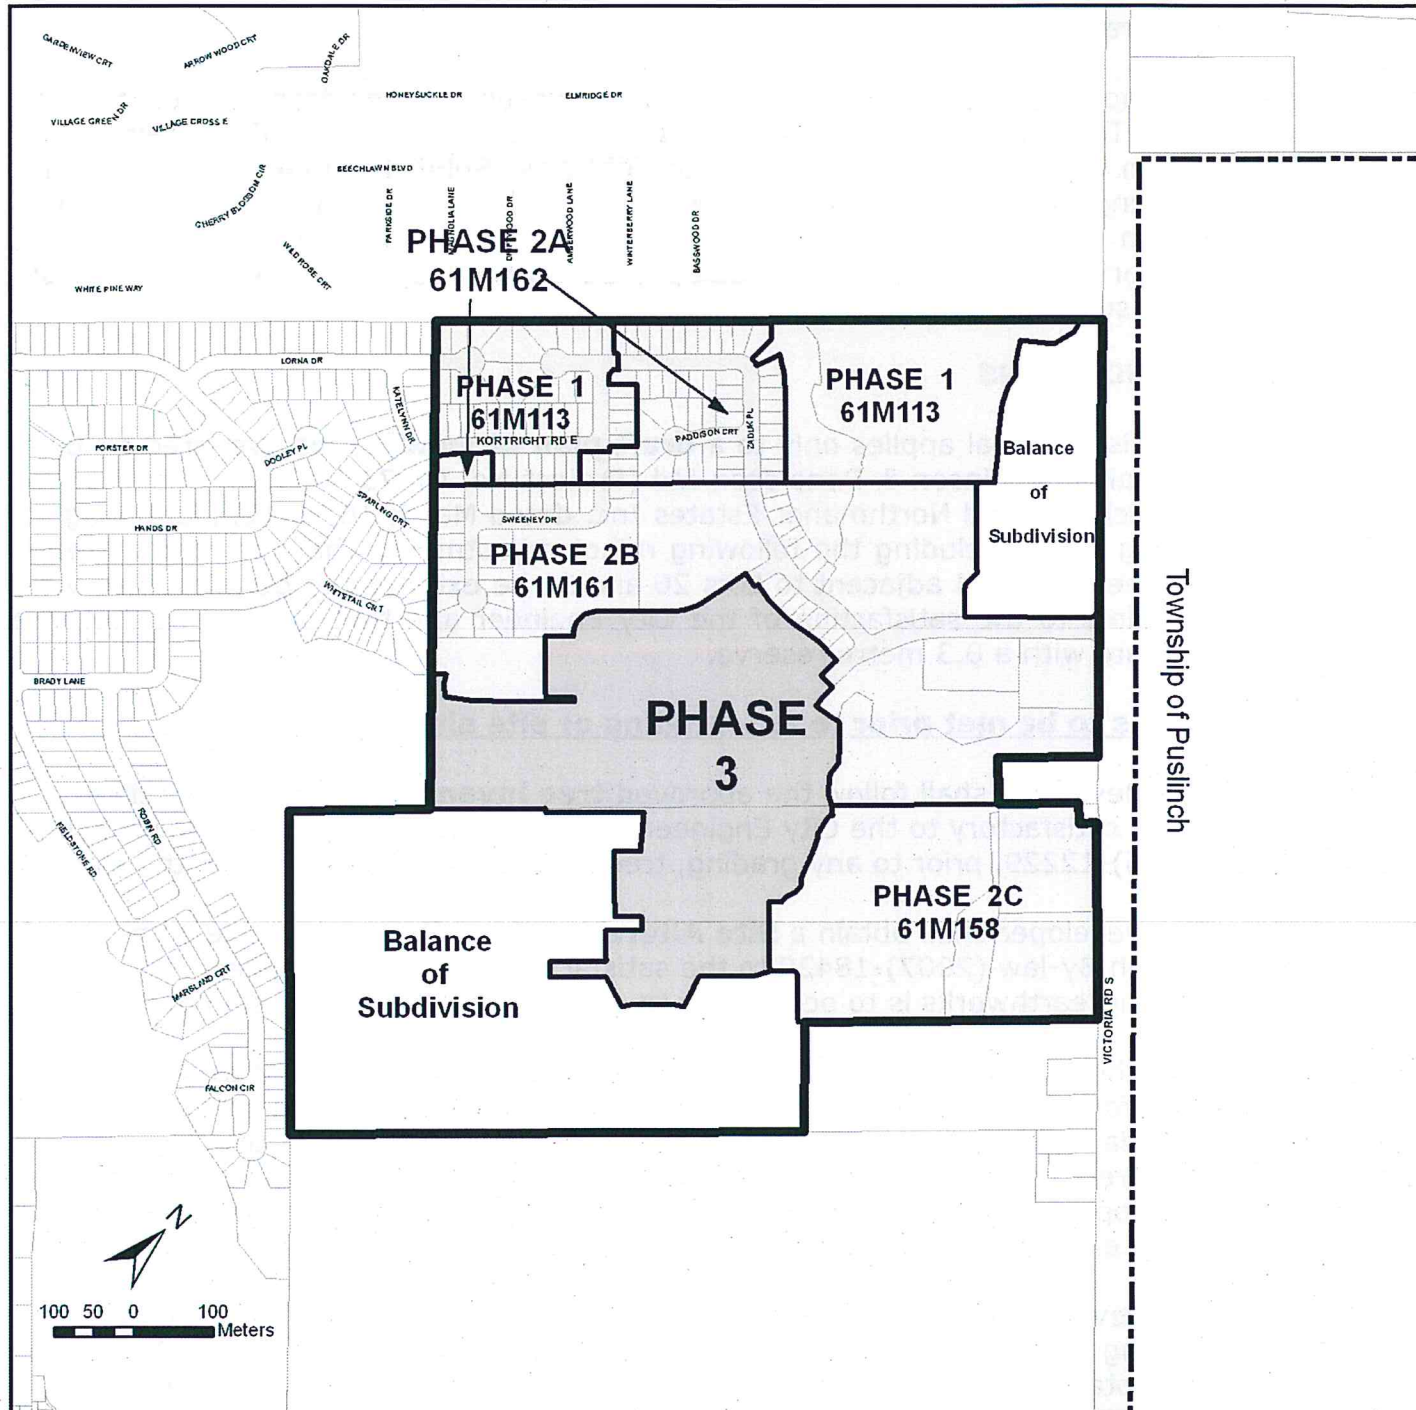 GARDENVIEW CRT
ARROWWOOD CRT
OAKDALE DR
HONEYSUCKLE DR
ELMRIDGE DR
VILLAGE GREEN DR
VILLAGE CROSS E
BEECHLAWN BLVD
CHERRY BLOSSOM CIR
PARKSIDE DR
MAGNOLIA LANE
DRIFTWOOD DR
AMBERWOOD LANE
WINTERBERRY LANE
BASSWOOD DR
WILD ROSE CRT
WHITE PINE WAY
PHASE 2A
61M162
LORNA DR
KATELYNN DR
PHASE 1
61M113
KORTRIGHT RD E
PADDISON CRT
ZADUK PL
PHASE 1
61M113
Balance
of
Subdivision
FORSTER DR
DOOLEY PL
SPARLING CRT
HANDS DR
SWEENEY DR
PHASE 2B
61M161
WHITETAIL CRT
Township of Puslinch
BRADY LANE
PHASE
3
ROBIN RD
FIELDSTONE RD
PHASE 2C
61M158
Balance
of
Subdivision
MARSLAND CRT
VICTORIA RD S
FALCON CIR
N
100 50 0 100
Meters